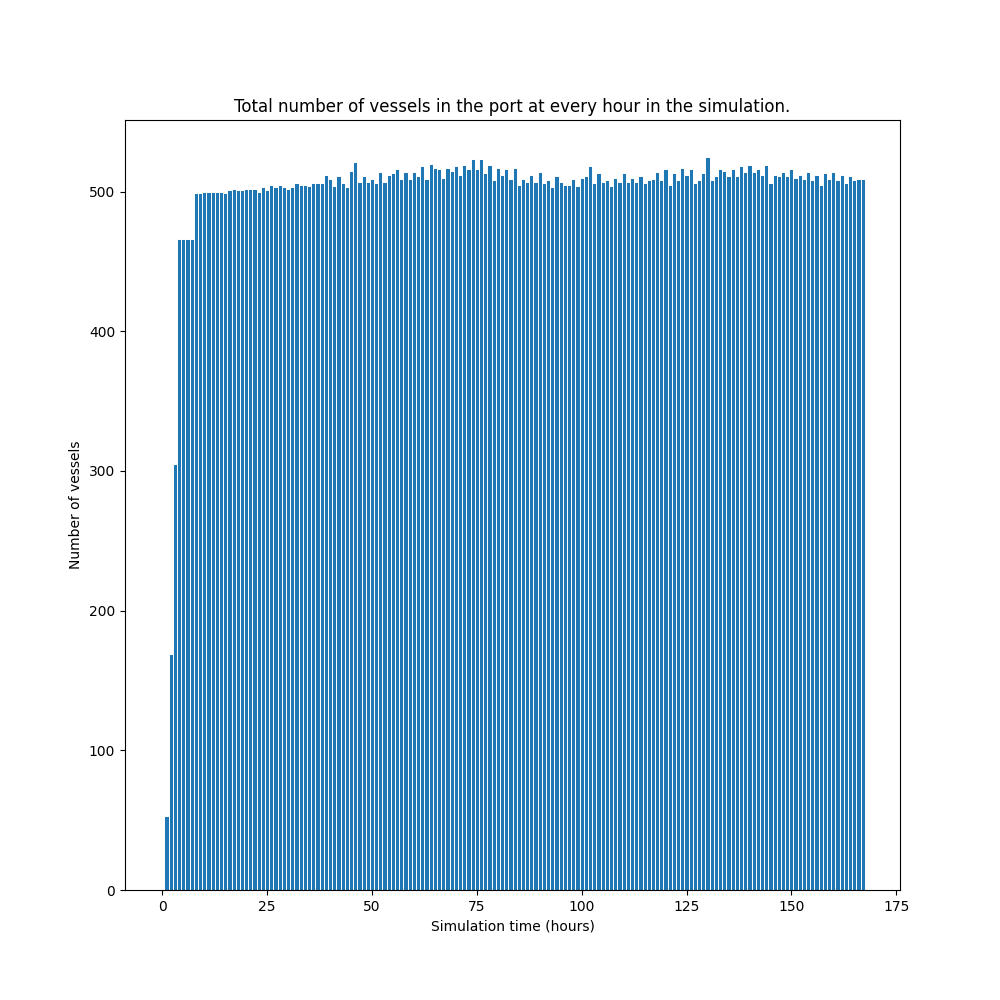 Total number of vessels in the port at every hour in the simulation.
500
400
300
200
100
0
Number of vessels
0 25 50 75 100 125 150 175
Simulation time (hours)